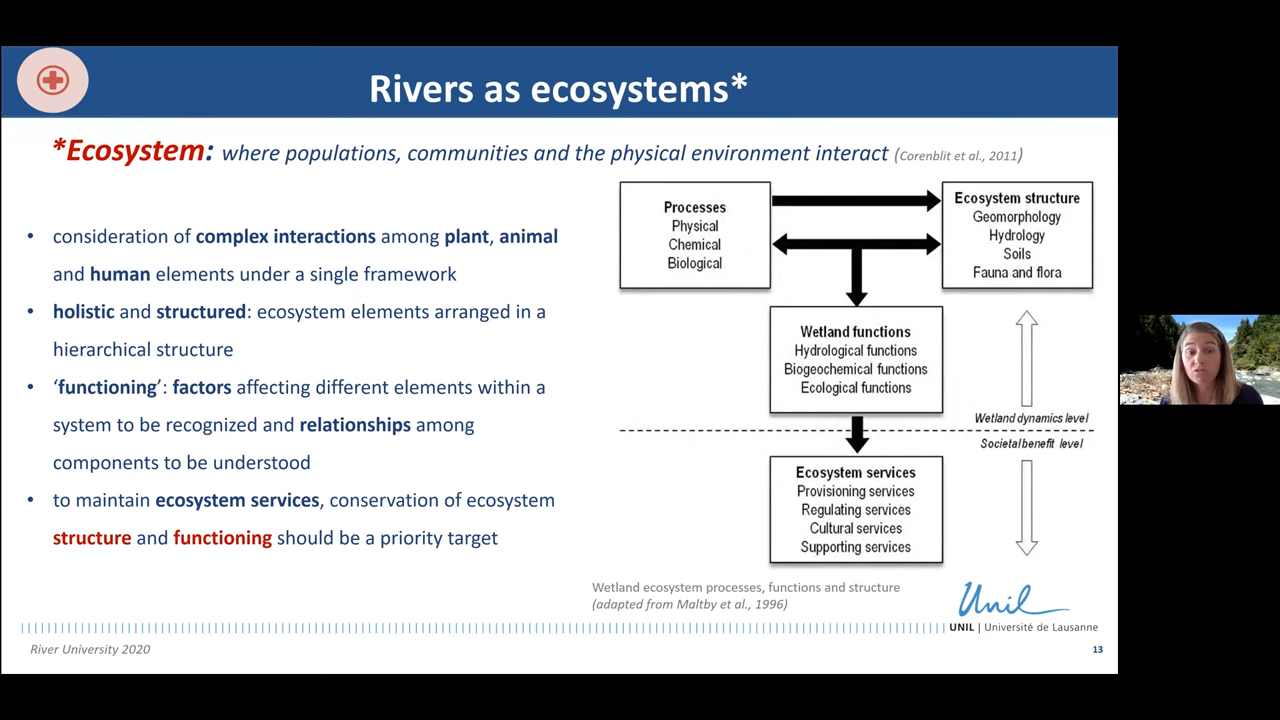 Rivers as ecosystems*
*Ecosystem: where populations, communities and the physical environment interact (Corenblit et al., 2011)
• consideration of complex interactions among plant, animal
and human elements under a single framework
• holistic and structured: ecosystem elements arranged in a
hierarchical structure
• ‘functioning’: factors affecting different elements within a
system to be recognized and relationships among
components to be understood
• to maintain ecosystem services, conservation of ecosystem
structure and functioning should be a priority target
Processes
Physical
Chemical
Biological
Ecosystem structure
Geomorphology
Hydrology
Soils
Fauna and flora
Wetland functions
Hydrological functions
Biogeochemical functions
Ecological functions
Wetland dynamics level
Societal benefit level
Ecosystem services
Provisioning services
Regulating services
Cultural services
Supporting services
Wetland ecosystem processes, functions and structure
(adapted from Maltby et al., 1996)
Unil
UNIL | Université de Lausanne
River University 2020
13